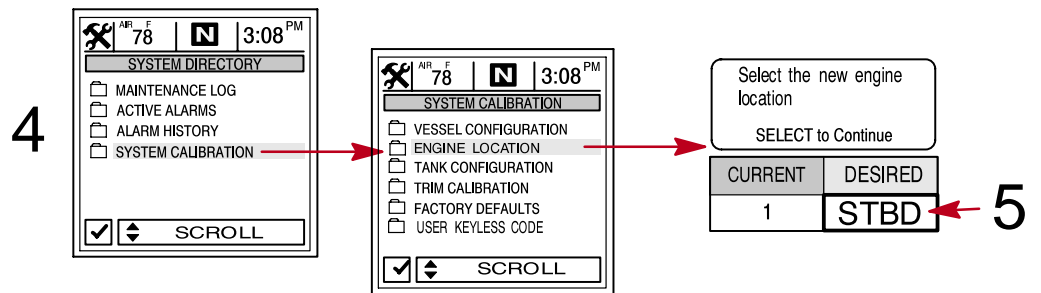 4
AIR F 78 N 3:08 PM
SYSTEM DIRECTORY
MAINTENANCE LOG
ACTIVE ALARMS
ALARM HISTORY
SYSTEM CALIBRATION
SCROLL
AIR F 78 N 3:08 PM
SYSTEM CALIBRATION
VESSEL CONFIGURATION
ENGINE LOCATION
TANK CONFIGURATION
TRIM CALIBRATION
FACTORY DEFAULTS
USER KEYLESS CODE
SCROLL
Select the new engine
location
SELECT to Continue
CURRENT DESIRED
1 STBD
5